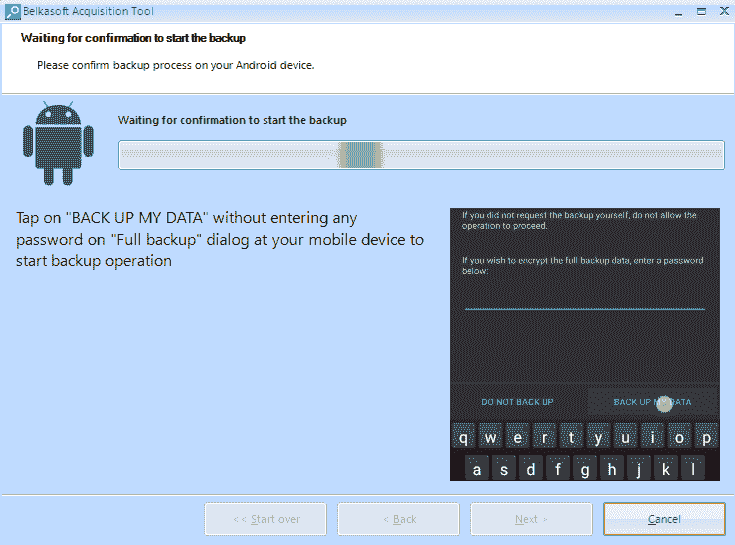 Belkasoft Acquisition Tool
Waiting for confirmation to start the backup
Please confirm backup process on your Android device.
Waiting for confirmation to start the backup
Tap on "BACK UP MY DATA" without entering any
password on "Full backup" dialog at your mobile device to
start backup operation
If you did not request the backup yourself, do not allow the
operation to proceed.
If you wish to encrypt the full backup data, enter a password
below:
DO NOT BACK UP BACK UP MY DATA
q w e r t y u i o p
a s d f g h j k l
<< Start over < Back Next > Cancel